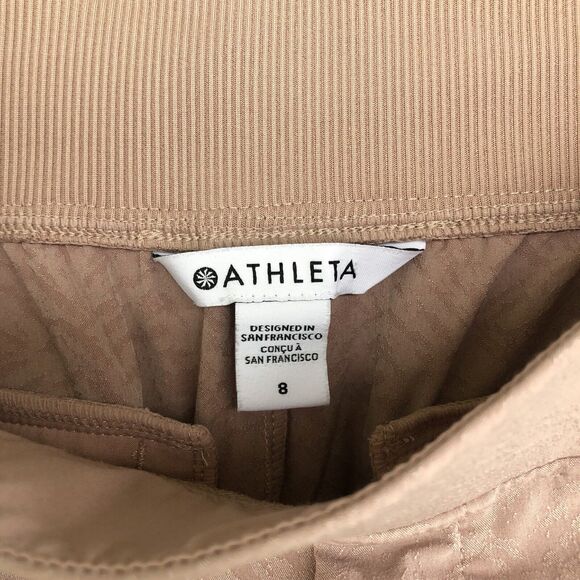 ATHLETA
DESIGNED IN
SAN FRANCISCO
CONÇU À
SAN FRANCISCO
8